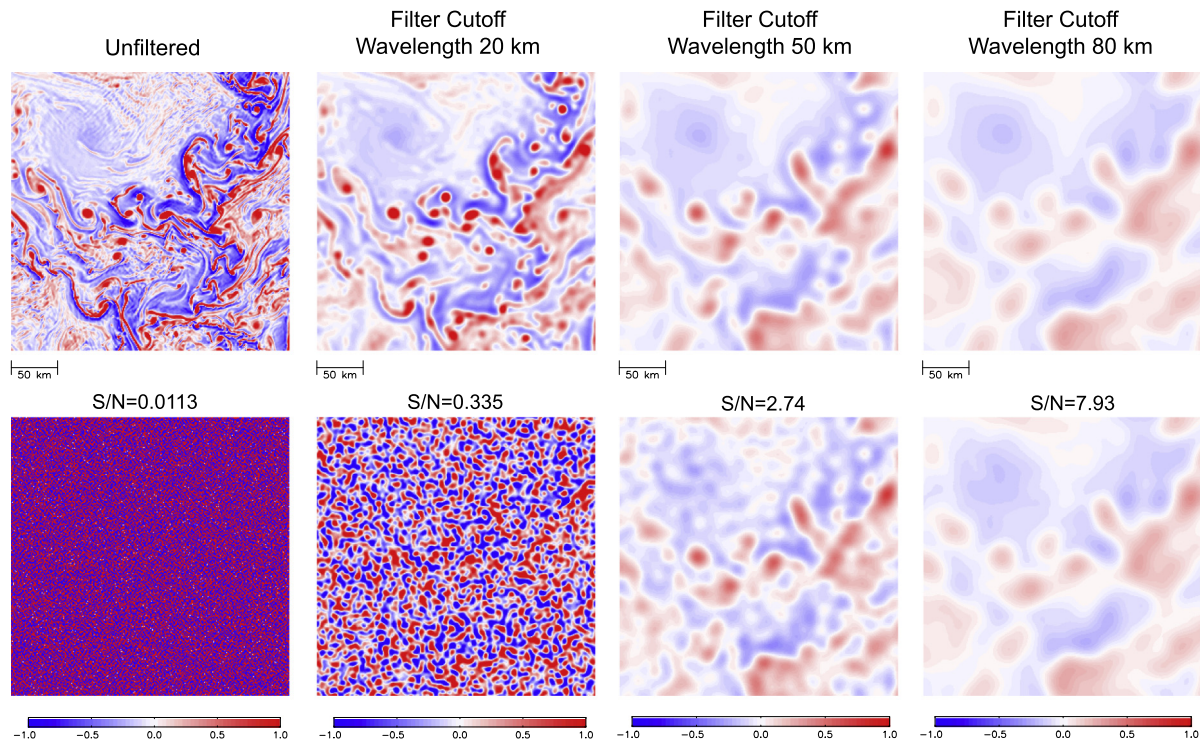 Unfiltered
Filter Cutoff
Wavelength 20 km
Filter Cutoff
Wavelength 50 km
Filter Cutoff
Wavelength 80 km
50 km
50 km
50 km
50 km
S/N=0.0113
S/N=0.335
S/N=2.74
S/N=7.93
−1.0 −0.5 0.0 0.5 1.0
−1.0 −0.5 0.0 0.5 1.0
−1.0 −0.5 0.0 0.5 1.0
−1.0 −0.5 0.0 0.5 1.0